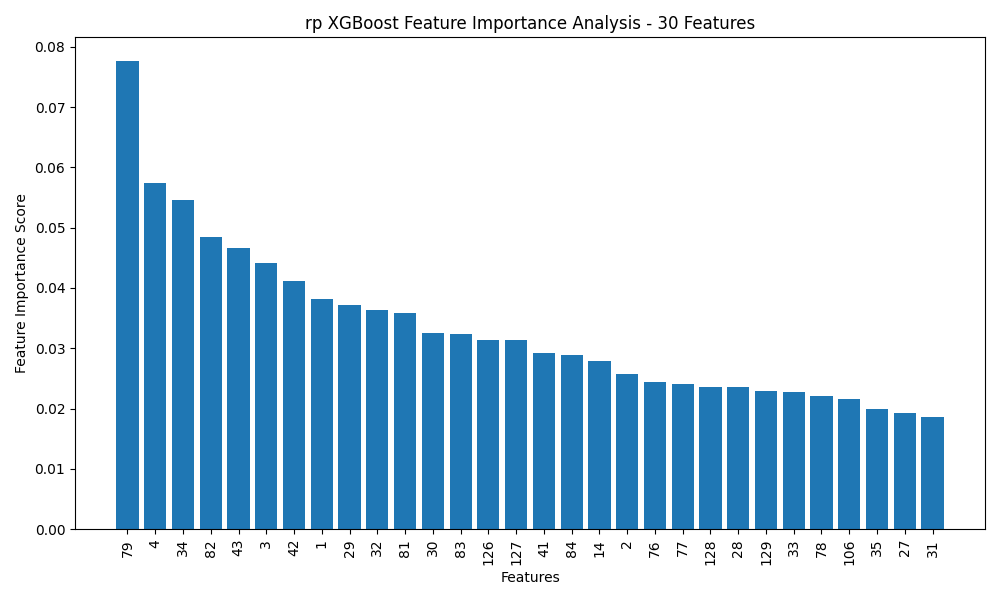 rp XGBoost Feature Importance Analysis - 30 Features
Feature Importance Score
0.08
0.07
0.06
0.05
0.04
0.03
0.02
0.01
0.00
79 4 34 82 43 3 42 1 29 32 81 30 83 126 127 41 84 14 2 76 77 128 28 129 33 78 106 35 27 31
Features